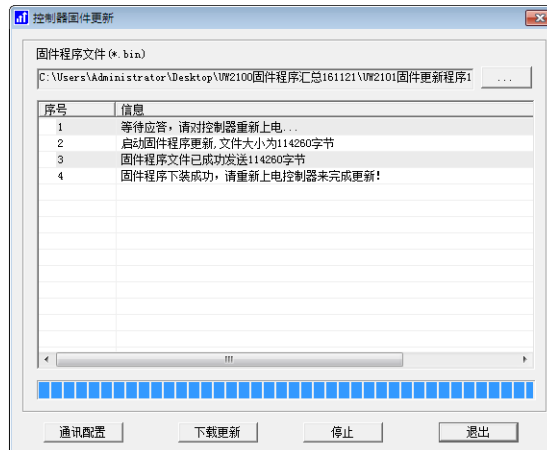 控制器固件更新
固件程序文件(*.bin)
C:\Users\Administrator\Desktop\UW2100固件程序汇总161121\UW2101固件更新程序1
...
序号 信息
1 等待应答，请对控制器重新上电...
2 启动固件程序更新,文件大小为114260字节
3 固件程序文件已成功发送114260字节
4 固件程序下装成功，请重新上电控制器来完成更新!
通讯配置 下载更新 停止 退出